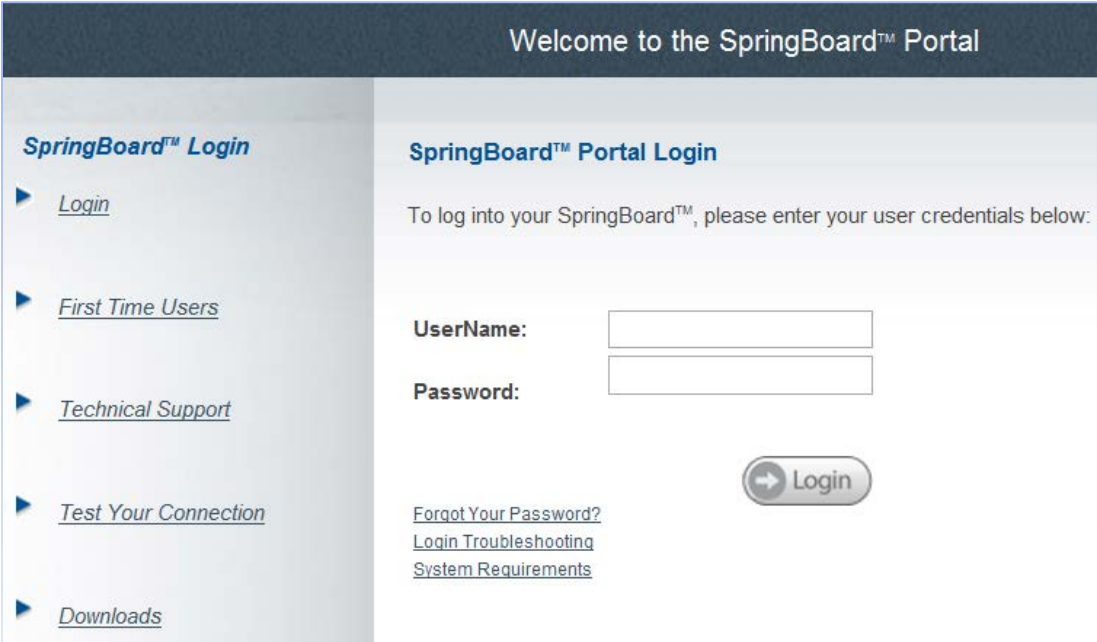 Welcome to the SpringBoard™ Portal
SpringBoard™ Login
Login
First Time Users
Technical Support
Test Your Connection
Downloads
SpringBoard™ Portal Login
To log into your SpringBoard™, please enter your user credentials below:
UserName:
Password:
Login
Forgot Your Password?
Login Troubleshooting
System Requirements